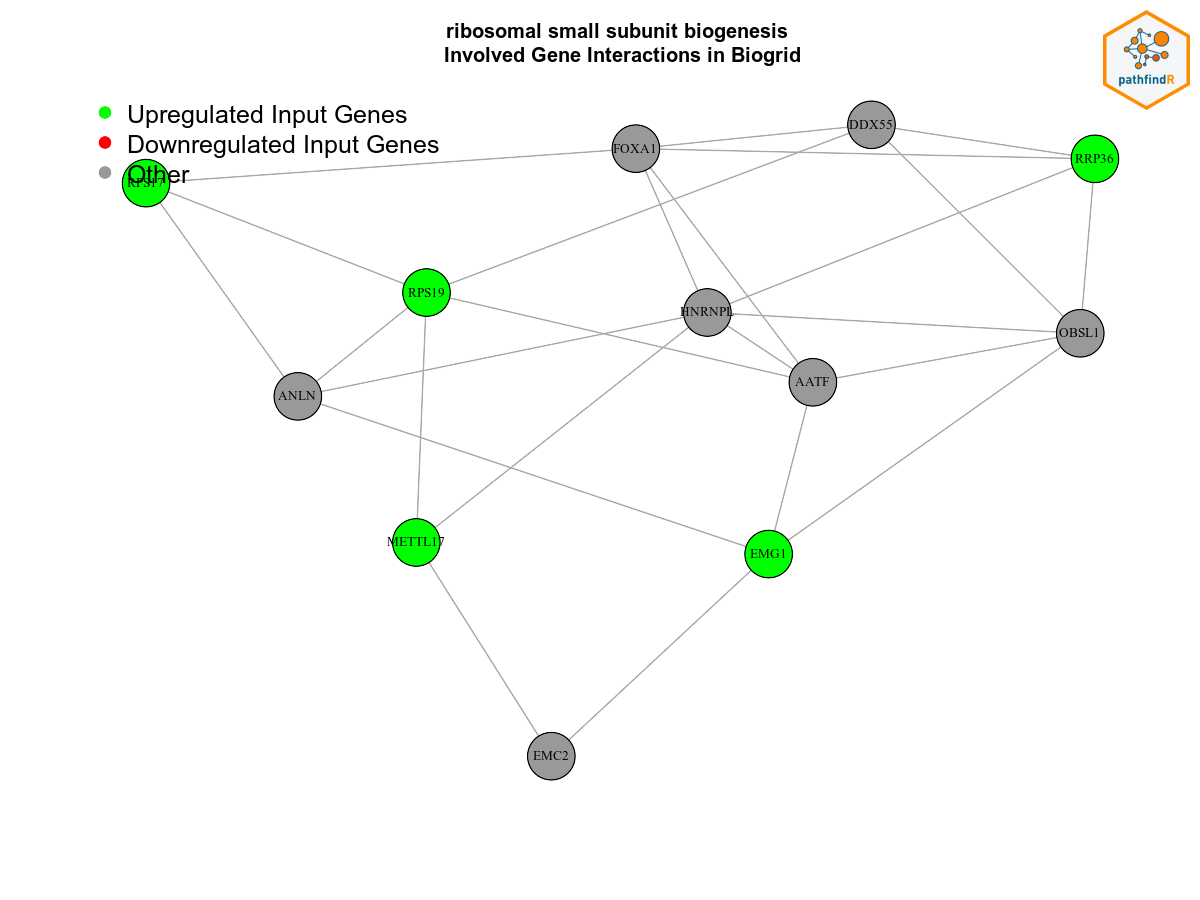 ribosomal small subunit biogenesis
Involved Gene Interactions in Biogrid
pathfindR
Upregulated Input Genes
Downregulated Input Genes
Other
RPS17
FOXA1
DDX55
RRP36
RPS19
HNRNPL
OBSL1
AATF
ANLN
METTL17
EMG1
EMC2